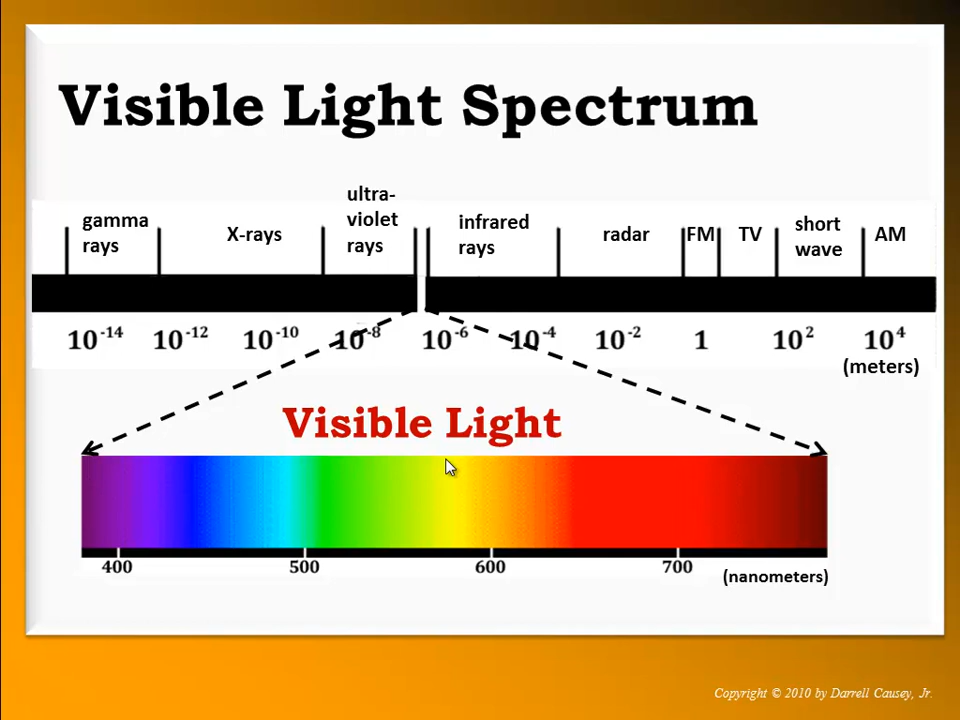 Visible Light Spectrum
gamma
rays
X-rays
ultra-
violet
rays
infrared
rays
radar
FM
TV
short
wave
AM
10⁻¹⁴ 10⁻¹² 10⁻¹⁰ 10⁻⁸ 10⁻⁶ 10⁻⁴ 10⁻² 1 10² 10⁴
(meters)
Visible Light
400 500 600 700
(nanometers)
Copyright © 2010 by Darrell Causey, Jr.